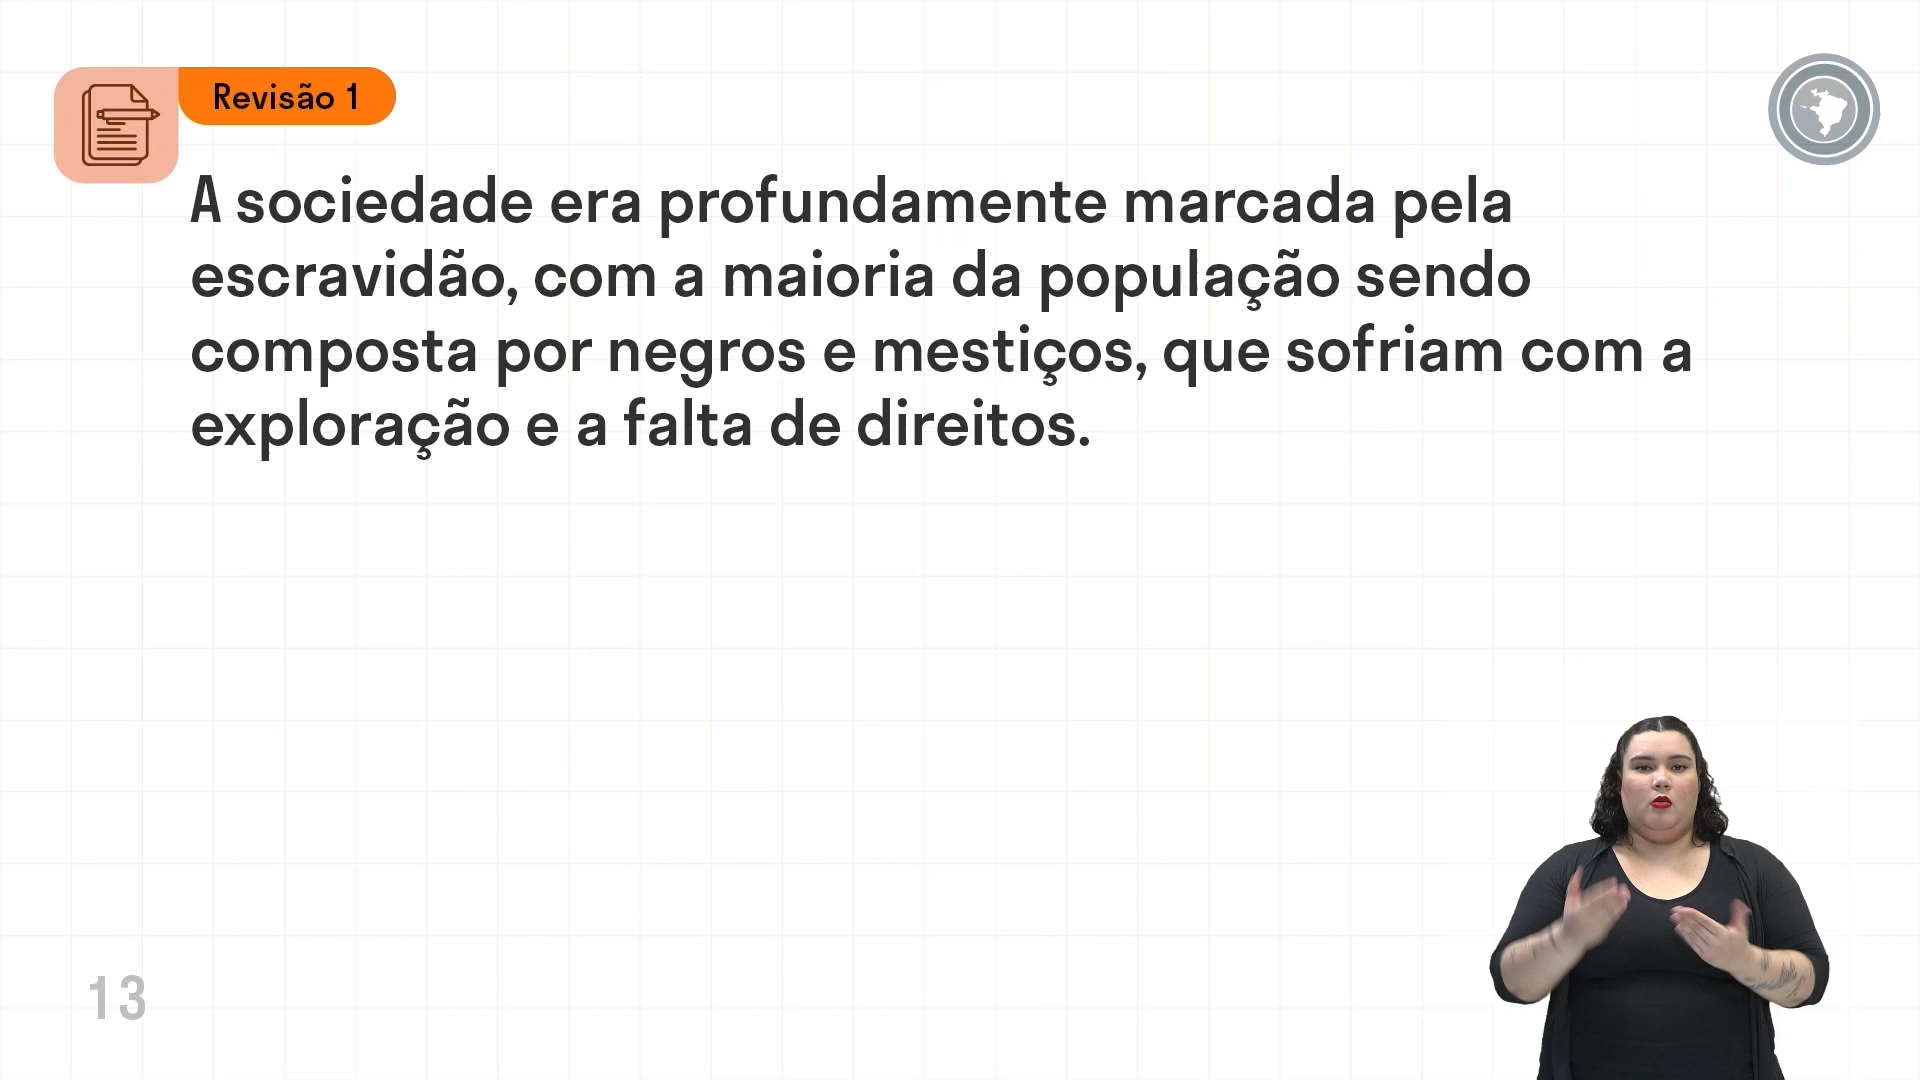 Revisão 1
A sociedade era profundamente marcada pela
escravidão, com a maioria da população sendo
composta por negros e mestiços, que sofriam com a
exploração e a falta de direitos.
13